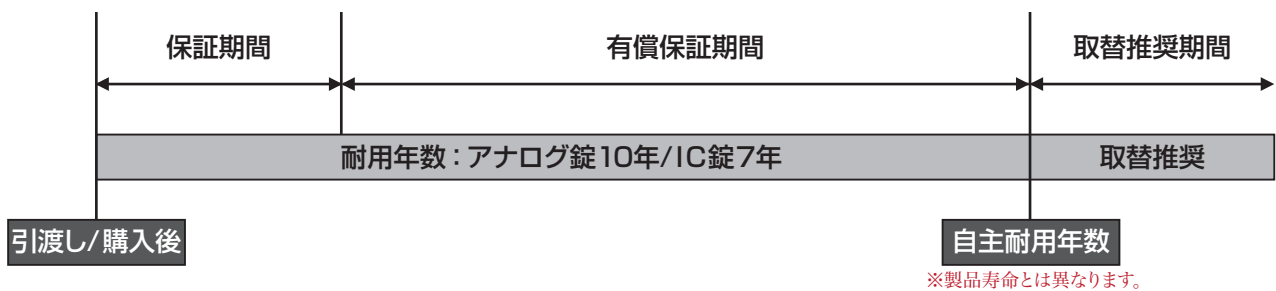 保証期間
有償保証期間
取替推奨期間
耐用年数：アナログ錠10年/IC錠7年
取替推奨
引渡し/購入後
自主耐用年数
※製品寿命とは異なります。